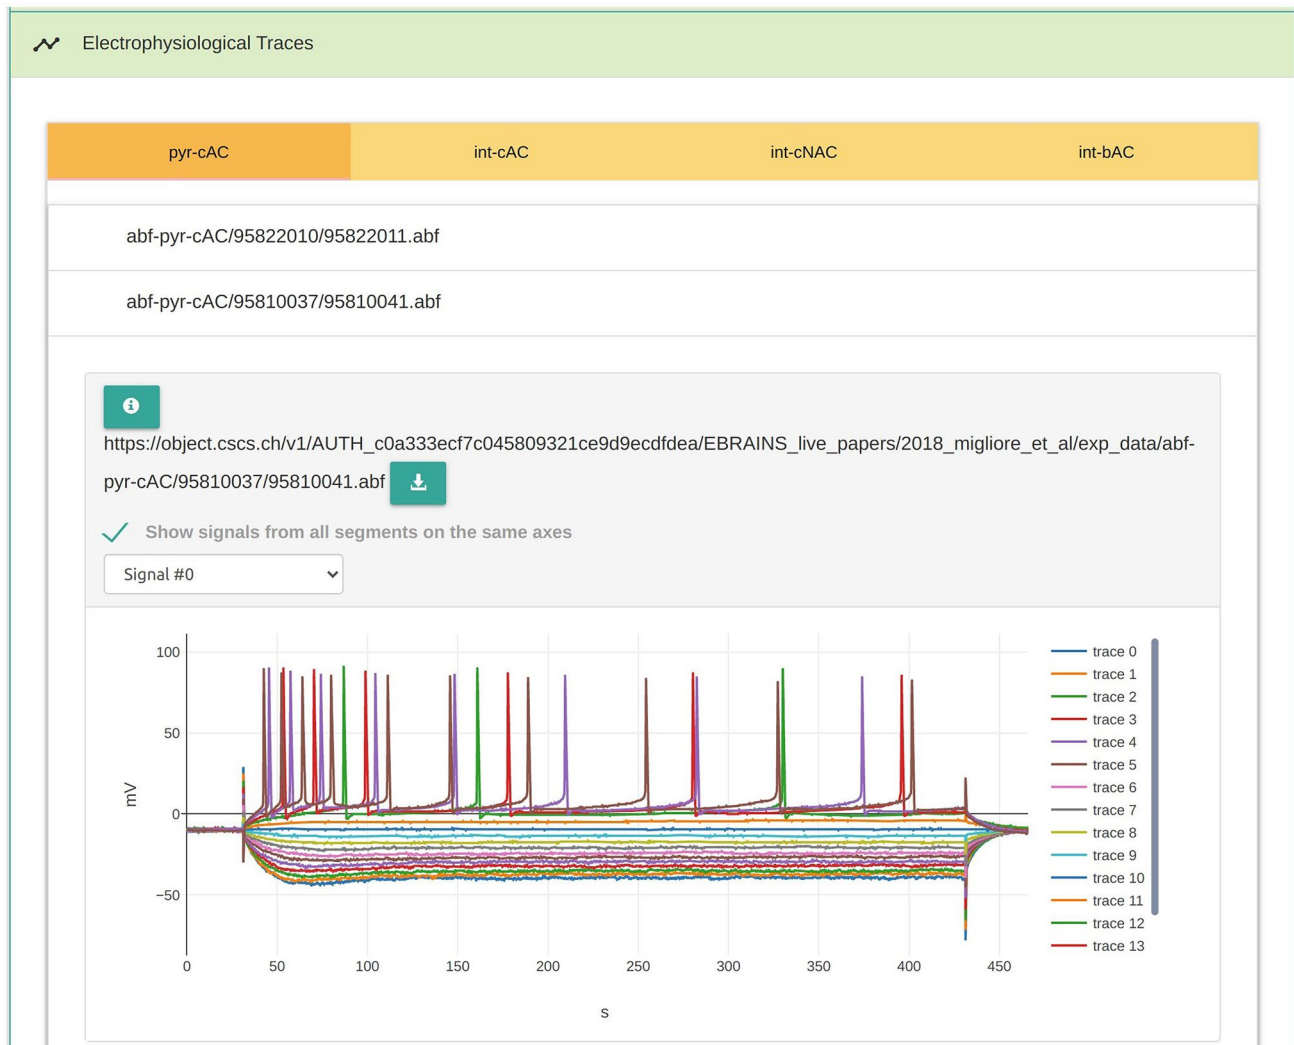 Electrophysiological Traces
pyr-cAC int-cAC int-cNAC int-bAC
abf-pyr-cAC/95822010/95822011.abf
abf-pyr-cAC/95810037/95810041.abf
https://object.cscs.ch/v1/AUTH_c0a333ecf7c045809321ce9d9ecdfdea/EBRAINS_live_papers/2018_migliore_et_al/exp_data/abf-
pyr-cAC/95810037/95810041.abf
Show signals from all segments on the same axes
Signal #0
100
50
0
−50
mV
0 50 100 150 200 250 300 350 400 450
s
trace 0
trace 1
trace 2
trace 3
trace 4
trace 5
trace 6
trace 7
trace 8
trace 9
trace 10
trace 11
trace 12
trace 13